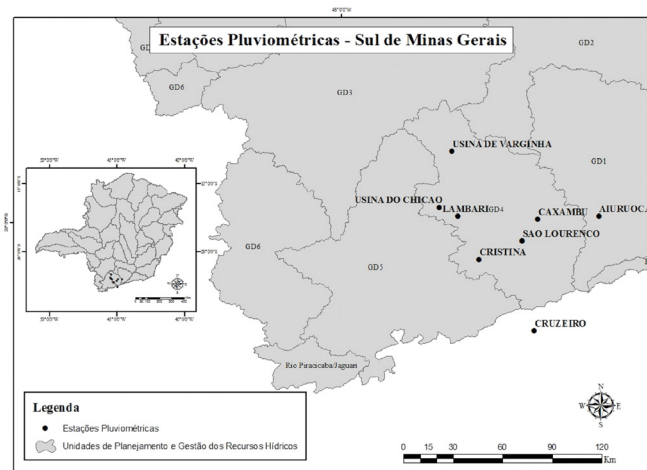 Estações Pluviométricas - Sul de Minas Gerais
GD2
GD6
GD3
USINA DE VARGINHA
GD1
USINA DO CHICAO
LAMBARI
GD4
CAXAMBU
AIURUOCA
SAO LOURENCO
GD6
CRISTINA
GD5
CRUZEIRO
Rio Piracicaba/Jaguari
Legenda
Estações Pluviométricas
Unidades de Planejamento e Gestão dos Recursos Hídricos
N
W
E
S
0 15 30 60 90 120
Km